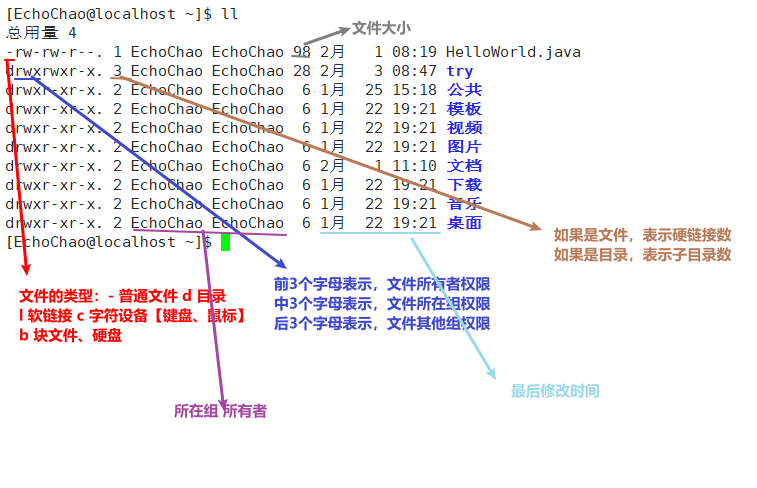 [EchoChao@localhost ~]$ ll
总用量 4
-rw-rw-r--. 1 EchoChao EchoChao 98 2月 1 08:19 HelloWorld.java
drwxrwxr-x. 3 EchoChao EchoChao 28 2月 3 08:47 try
drwxr-xr-x. 2 EchoChao EchoChao 6 1月 25 15:18 公共
drwxr-xr-x. 2 EchoChao EchoChao 6 1月 22 19:21 模板
drwxr-xr-x. 2 EchoChao EchoChao 6 1月 22 19:21 视频
drwxr-xr-x. 2 EchoChao EchoChao 6 1月 22 19:21 图片
drwxr-xr-x. 2 EchoChao EchoChao 6 2月 1 11:10 文档
drwxr-xr-x. 2 EchoChao EchoChao 6 1月 22 19:21 下载
drwxr-xr-x. 2 EchoChao EchoChao 6 1月 22 19:21 音乐
drwxr-xr-x. 2 EchoChao EchoChao 6 1月 22 19:21 桌面
[EchoChao@localhost ~]$
文件大小
如果是文件，表示硬链接数
如果是目录，表示子目录数
文件的类型：- 普通文件 d 目录
l 软链接 c 字符设备【键盘、鼠标】
b 块文件、硬盘
前3个字母表示，文件所有者权限
中3个字母表示，文件所在组权限
后3个字母表示，文件其他组权限
最后修改时间
所在组 所有者